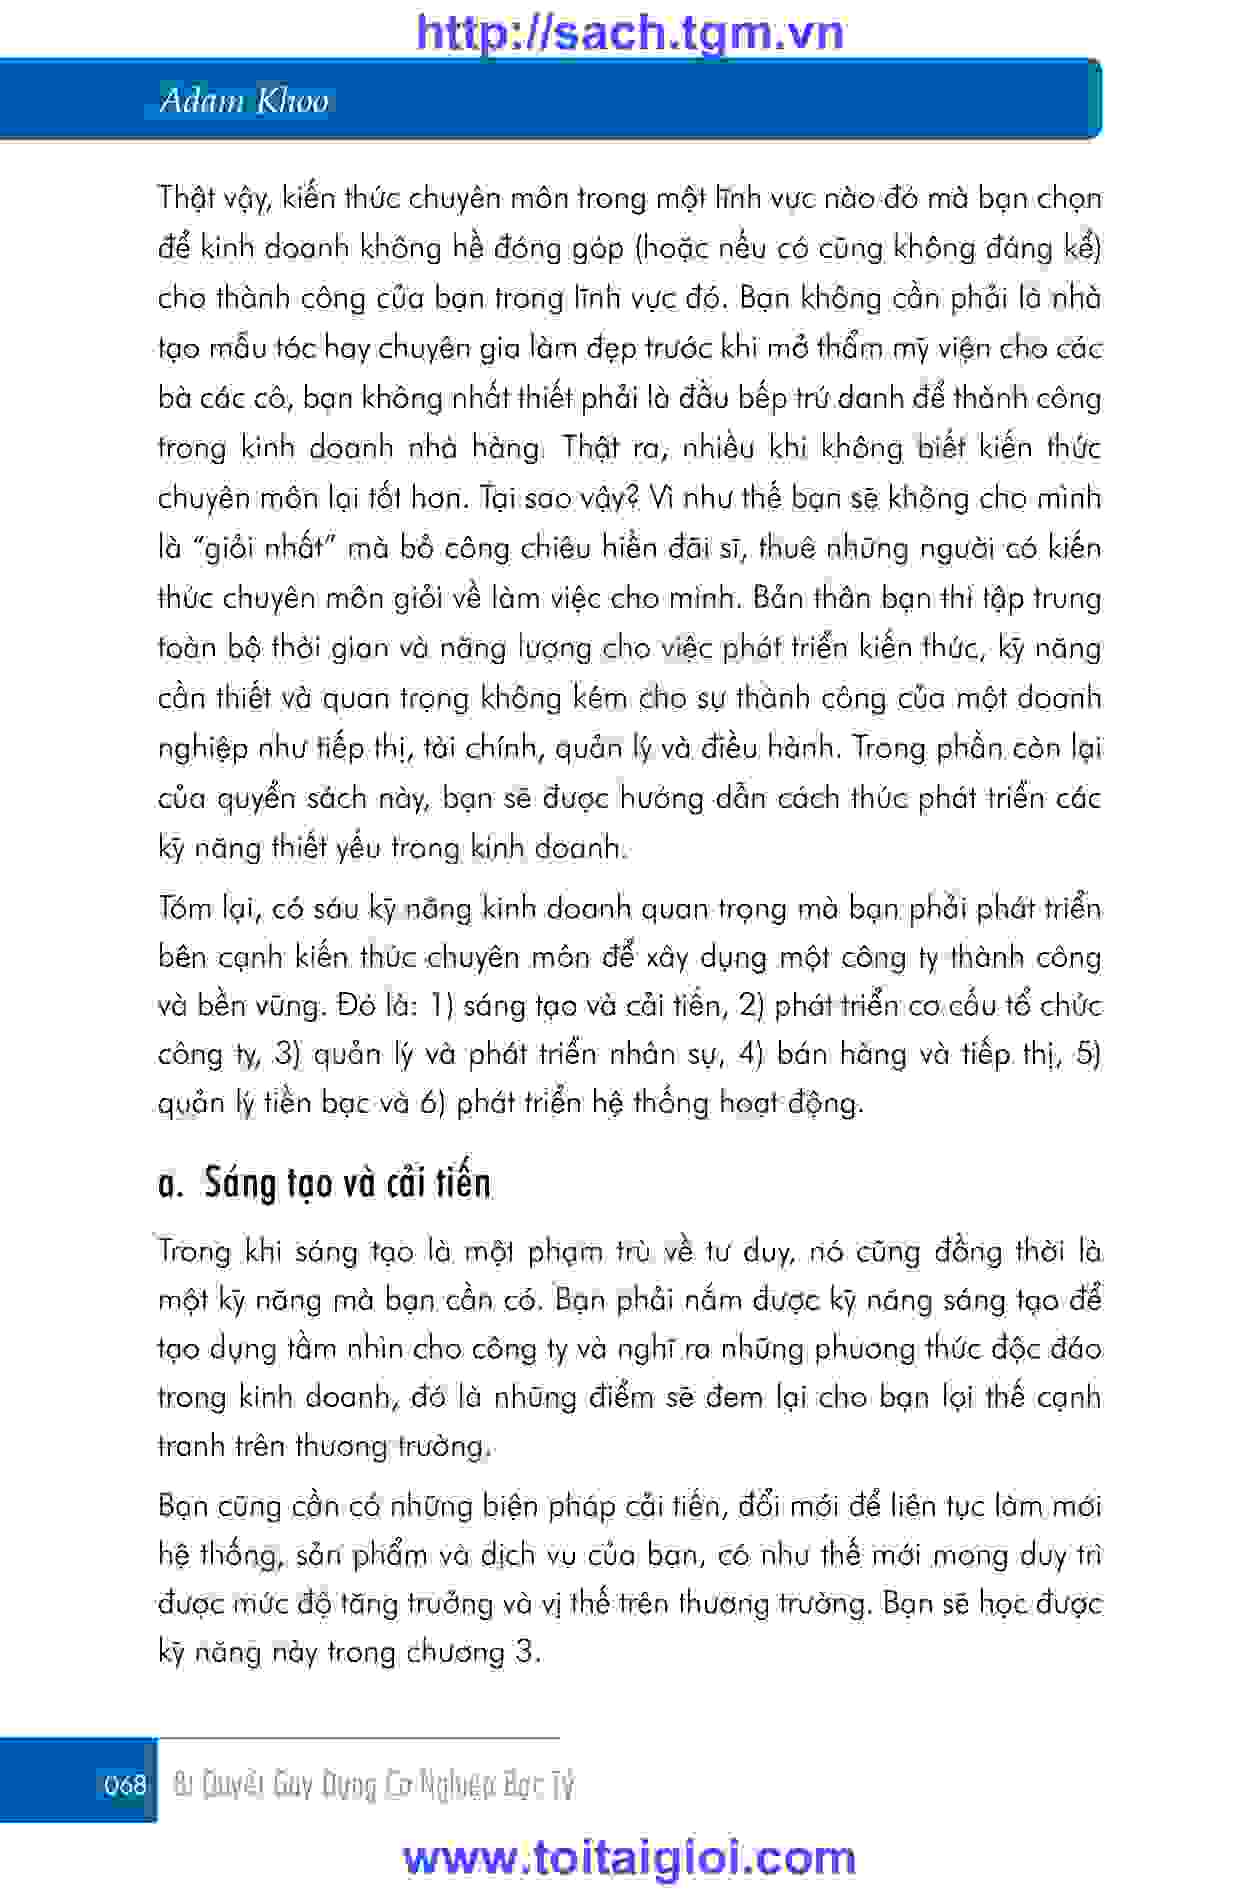 http://sach.tgm.vn
Adam Khoo
Thật vậy, kiến thức chuyên môn trong một lĩnh vực nào đó mà bạn chọn
để kinh doanh không hề đóng góp (hoặc nếu có cũng không đáng kể)
cho thành công của bạn trong lĩnh vực đó. Bạn không cần phải là nhà
tạo mẫu tóc hay chuyên gia làm đẹp trước khi mở thẩm mỹ viện cho các
bà các cô, bạn không nhất thiết phải là đầu bếp trứ danh để thành công
trong kinh doanh nhà hàng. Thật ra, nhiều khi không biết kiến thức
chuyên môn lại tốt hơn. Tại sao vậy? Vì như thế bạn sẽ không cho mình
là “giỏi nhất” mà bỏ công chiêu hiền đãi sĩ, thuê những người có kiến
thức chuyên môn giỏi về làm việc cho mình. Bản thân bạn thì tập trung
toàn bộ thời gian và năng lượng cho việc phát triển kiến thức, kỹ năng
cần thiết và quan trọng không kém cho sự thành công của một doanh
nghiệp như tiếp thị, tài chính, quản lý và điều hành. Trong phần còn lại
của quyển sách này, bạn sẽ được hướng dẫn cách thức phát triển các
kỹ năng thiết yếu trong kinh doanh.
Tóm lại, có sáu kỹ năng kinh doanh quan trọng mà bạn phải phát triển
bên cạnh kiến thức chuyên môn để xây dựng một công ty thành công
và bền vững. Đó là: 1) sáng tạo và cải tiến, 2) phát triển cơ cấu tổ chức
công ty, 3) quản lý và phát triển nhân sự, 4) bán hàng và tiếp thị, 5)
quản lý tiền bạc và 6) phát triển hệ thống hoạt động.
a. Sáng tạo và cải tiến
Trong khi sáng tạo là một phạm trù về tư duy, nó cũng đồng thời là
một kỹ năng mà bạn cần có. Bạn phải nắm được kỹ năng sáng tạo để
tạo dựng tầm nhìn cho công ty và nghĩ ra những phương thức độc đáo
trong kinh doanh, đó là những điểm sẽ đem lại cho bạn lợi thế cạnh
tranh trên thương trường.
Bạn cũng cần có những biện pháp cải tiến, đổi mới để liên tục làm mới
hệ thống, sản phẩm và dịch vụ của bạn, có như thế mới mong duy trì
được mức độ tăng trưởng và vị thế trên thương trường. Bạn sẽ học được
kỹ năng này trong chương 3.
068 Bí Quyết Gây Dựng Cơ Nghiệp Bạc Tỷ
www.toitaigioi.com